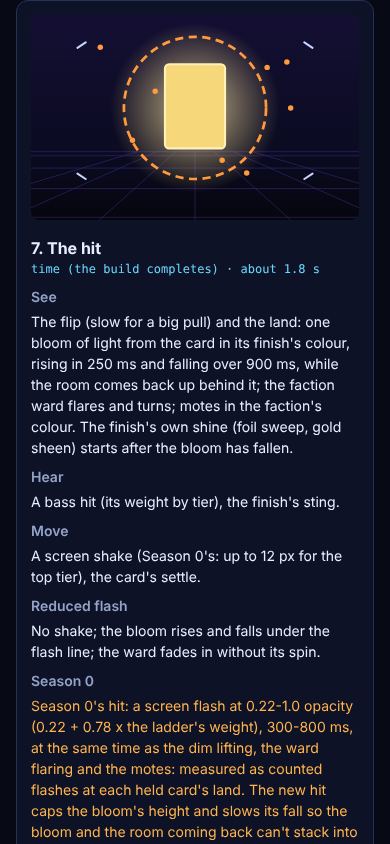 7. The hit
time (the build completes) · about 1.8 s
See
The flip (slow for a big pull) and the land: one
bloom of light from the card in its finish's colour,
rising in 250 ms and falling over 900 ms, while
the room comes back up behind it; the faction
ward flares and turns; motes in the faction's
colour. The finish's own shine (foil sweep, gold
sheen) starts after the bloom has fallen.
Hear
A bass hit (its weight by tier), the finish's sting.
Move
A screen shake (Season 0's: up to 12 px for the
top tier), the card's settle.
Reduced flash
No shake; the bloom rises and falls under the
flash line; the ward fades in without its spin.
Season 0
Season 0's hit: a screen flash at 0.22-1.0 opacity
(0.22 + 0.78 x the ladder's weight), 300-800 ms,
at the same time as the dim lifting, the ward
flaring and the motes: measured as counted
flashes at each held card's land. The new hit
caps the bloom's height and slows its fall so the
bloom and the room coming back can't stack into